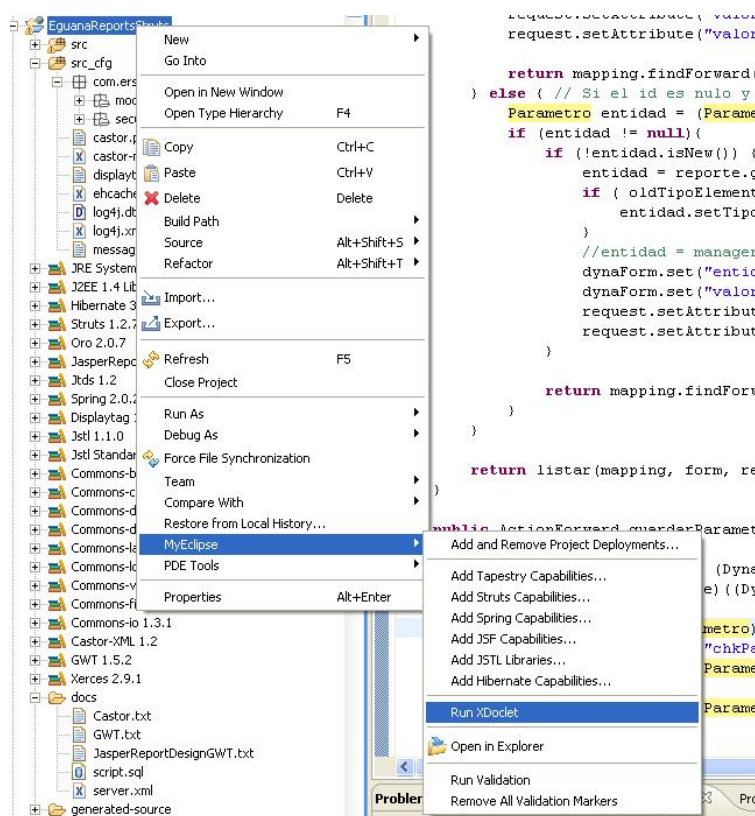 EguanaReportsStruts
src
src_cfg
com.ers
mod
secu
castor.p
castor-r
displayt
ehcache
log4j.dt
log4j.xr
messag
JRE System
J2EE 1.4 Lib
Hibernate 3
Struts 1.2.7
Oro 2.0.7
JasperRepo
Jtds 1.2
Spring 2.0.2
Displaytag 1
Jstl 1.1.0
Jstl Standar
Commons-b
Commons-c
Commons-d
Commons-d
Commons-la
Commons-lo
Commons-v
Commons-fi
Commons-io 1.3.1
Castor-XML 1.2
GWT 1.5.2
Xerces 2.9.1
docs
Castor.txt
GWT.txt
JasperReportDesignGWT.txt
script.sql
server.xml
generated-source
New
Go Into
Open in New Window
Open Type Hierarchy F4
Copy Ctrl+C
Paste Ctrl+V
Delete Delete
Build Path
Source Alt+Shift+S
Refactor Alt+Shift+T
Import...
Export...
Refresh F5
Close Project
Run As
Debug As
Force File Synchronization
Team
Compare With
Restore from Local History...
MyEclipse
PDE Tools
Properties Alt+Enter
Add and Remove Project Deployments...
Add Tapestry Capabilities...
Add Struts Capabilities...
Add Spring Capabilities...
Add JSF Capabilities...
Add JSTL Libraries...
Add Hibernate Capabilities...
Run XDoclet
Open in Explorer
Run Validation
Remove All Validation Markers
request.setAttribute("valor
request.setAttribute("valor
return mapping.findForward(
} else { // Si el id es nulo y
Parametro entidad = (Parame
if (entidad != null){
if (!entidad.isNew()) {
entidad = reporte.g
if ( oldTipoElement
entidad.setTipo
}
//entidad = manager
dynaForm.set("entid
dynaForm.set("valor
request.setAttribut
request.setAttribut
}
return mapping.findForw
}
}
return listar(mapping, form, re
}
public ActionForward guardarParamet
(Dyna
e)((Dy
metro)
"chkPa
Parame
Parame
Probler
Pro